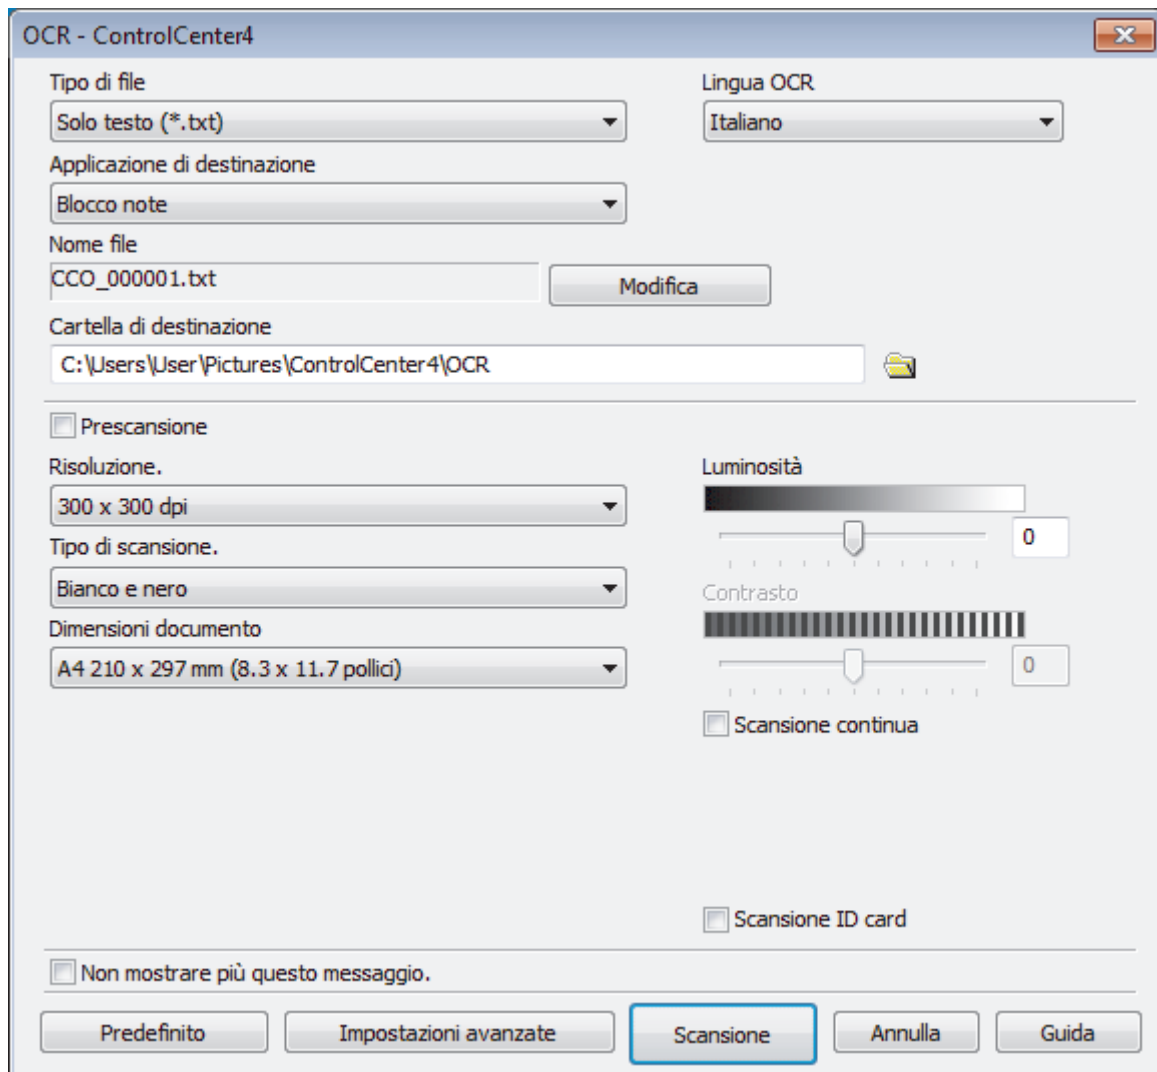 OCR - ControlCenter4
Tipo di file
Lingua OCR
Solo testo (*.txt)
Italiano
Applicazione di destinazione
Blocco note
Nome file
CCO_000001.txt
Modifica
Cartella di destinazione
C:\Users\User\Pictures\ControlCenter4\OCR
Prescansione
Risoluzione.
Luminosità
300 x 300 dpi
0
Tipo di scansione.
Bianco e nero
Contrasto
Dimensioni documento
A4 210 x 297 mm (8.3 x 11.7 pollici)
0
Scansione continua
Scansione ID card
Non mostrare più questo messaggio.
Predefinito
Impostazioni avanzate
Scansione
Annulla
Guida